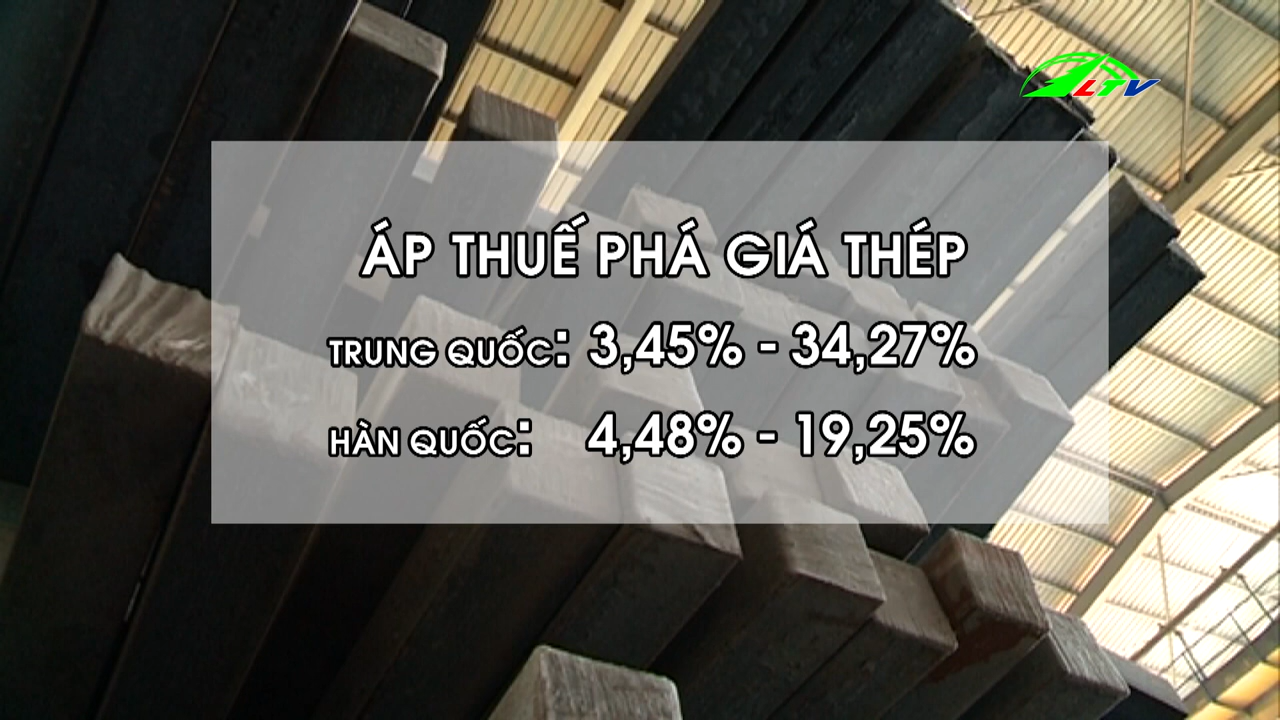 LTV
ÁP THUẾ PHÁ GIÁ THÉP
TRUNG QUỐC: 3,45% - 34,27%
HÀN QUỐC: 4,48% - 19,25%